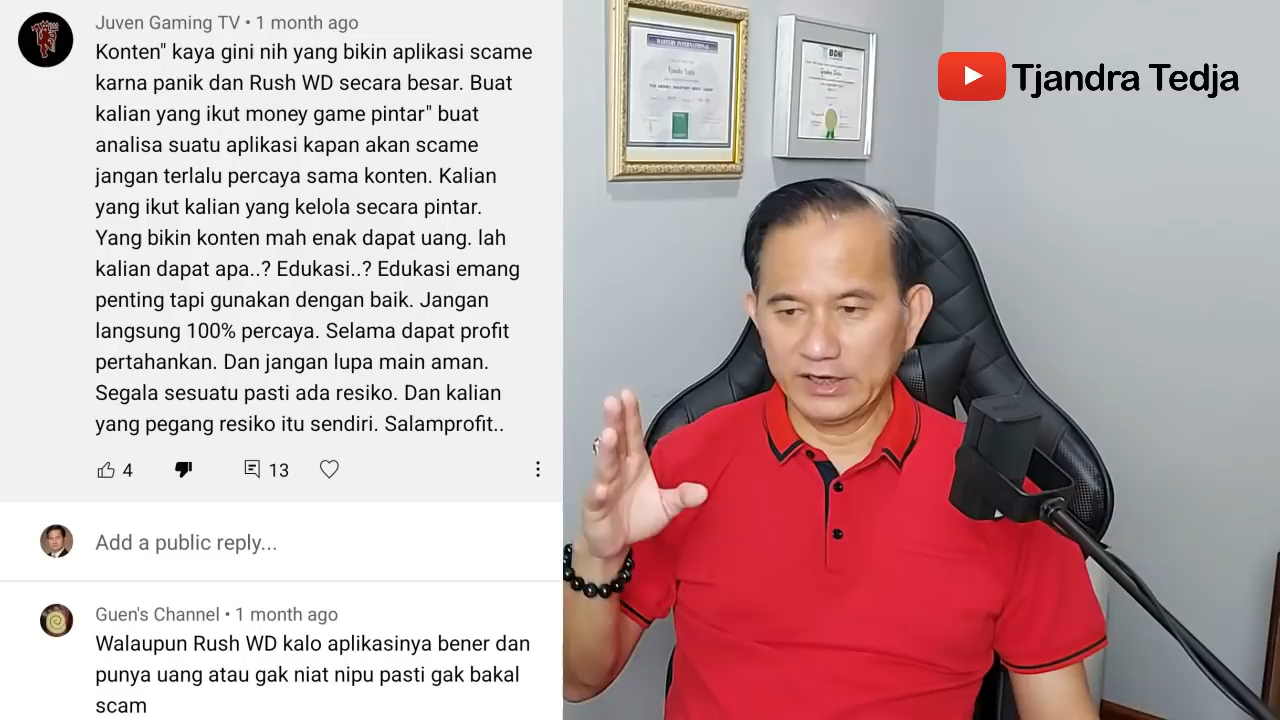 Juven Gaming TV • 1 month ago
Konten" kaya gini nih yang bikin aplikasi scame
karna panik dan Rush WD secara besar. Buat
kalian yang ikut money game pintar" buat
analisa suatu aplikasi kapan akan scame
jangan terlalu percaya sama konten. Kalian
yang ikut kalian yang kelola secara pintar.
Yang bikin konten mah enak dapat uang. lah
kalian dapat apa..? Edukasi..? Edukasi emang
penting tapi gunakan dengan baik. Jangan
langsung 100% percaya. Selama dapat profit
pertahankan. Dan jangan lupa main aman.
Segala sesuatu pasti ada resiko. Dan kalian
yang pegang resiko itu sendiri. Salamprofit..
4
13
Add a public reply...
Guen's Channel • 1 month ago
Walaupun Rush WD kalo aplikasinya bener dan
punya uang atau gak niat nipu pasti gak bakal
scam
Tjandra Tedja